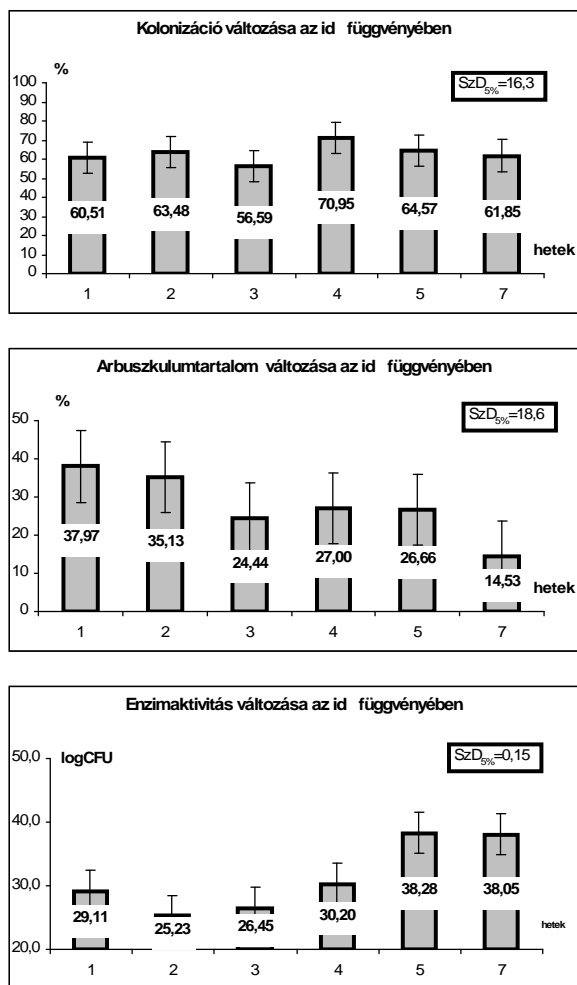 Kolonizáció változása az id függvényében
%
SzD5%=16,3
100
90
80
70
60
50
40
30
20
10
0
60,51 63,48 56,59 70,95 64,57 61,85
hetek
1 2 3 4 5 7
Arbuszkulumtartalom változása az id függvényében
%
SzD5%=18,6
50
40
30
20
10
0
37,97 35,13 24,44 27,00 26,66 14,53
hetek
1 2 3 4 5 7
Enzimaktivitás változása az id függvényében
logCFU
SzD5%=0,15
50,0
40,0
30,0
20,0
29,11 25,23 26,45 30,20 38,28 38,05
hetek
1 2 3 4 5 7